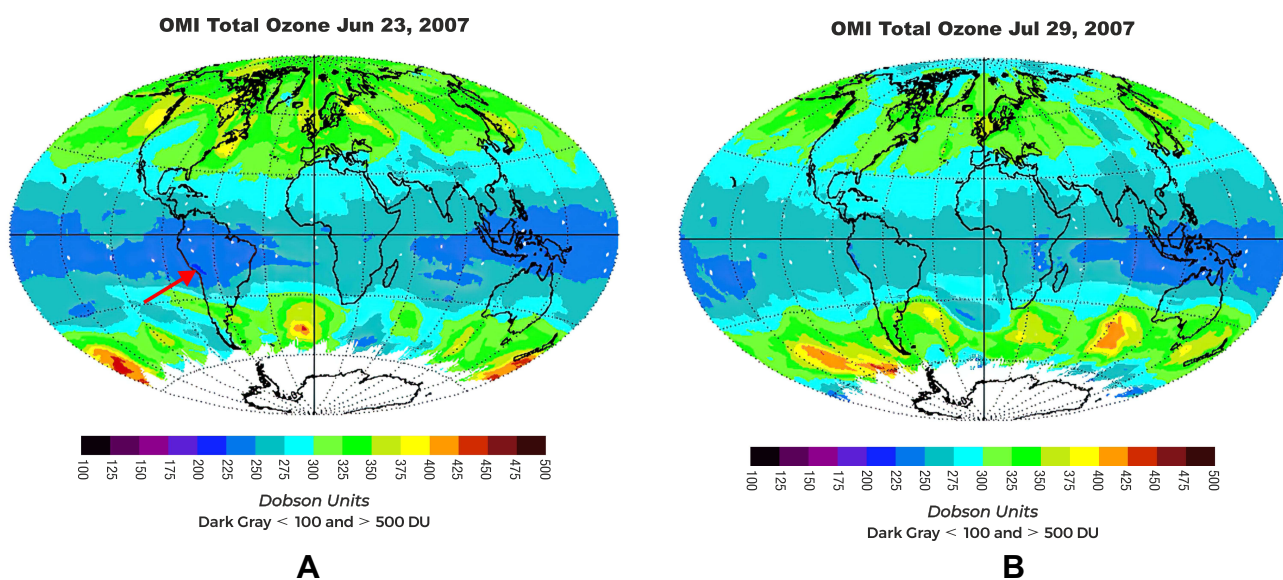 OMI Total Ozone Jun 23, 2007
100 125 150 175 200 225 250 275 300 325 350 375 400 425 450 475 500
Dobson Units
Dark Gray < 100 and > 500 DU
A
OMI Total Ozone Jul 29, 2007
100 125 150 175 200 225 250 275 300 325 350 375 400 425 450 475 500
Dobson Units
Dark Gray < 100 and > 500 DU
B